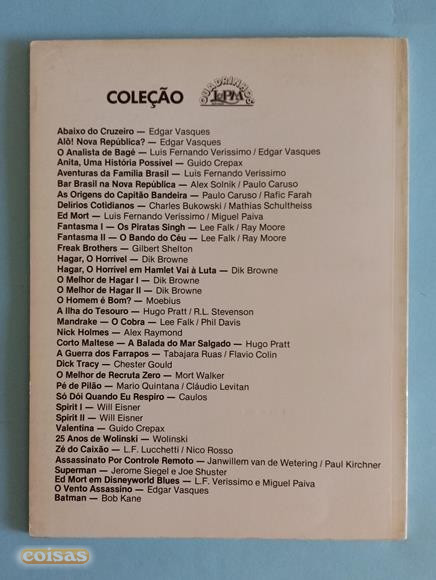 COLEÇÃO
QUADRINHOS
L&PM
Abaixo do Cruzeiro — Edgar Vasques
Alô! Nova República? — Edgar Vasques
O Analista de Bagé — Luis Fernando Verissimo / Edgar Vasques
Anita, Uma História Possível — Guido Crepax
Aventuras da Família Brasil — Luis Fernando Verissimo
Bar Brasil na Nova República — Alex Solnik / Paulo Caruso
As Origens do Capitão Bandeira — Paulo Caruso / Rafic Farah
Delírios Cotidianos — Charles Bukowski / Mathias Schultheiss
Ed Mort — Luis Fernando Veríssimo / Miguel Paiva
Fantasma I — Os Piratas Singh — Lee Falk / Ray Moore
Fantasma II — O Bando do Céu — Lee Falk / Ray Moore
Freak Brothers — Gilbert Shelton
Hagar, O Horrível — Dik Browne
Hagar, O Horrível em Hamlet Vai à Luta — Dik Browne
O Melhor de Hagar I — Dik Browne
O Melhor de Hagar II — Dik Browne
O Homem é Bom? — Moebius
A Ilha do Tesouro — Hugo Pratt / R.L. Stevenson
Mandrake — O Cobra — Lee Falk / Phil Davis
Nick Holmes — Alex Raymond
Corto Maltese — A Balada do Mar Salgado — Hugo Pratt
A Guerra dos Farrapos — Tabajara Ruas / Flavio Colin
Dick Tracy — Chester Gould
O Melhor de Recruta Zero — Mort Walker
Pé de Pilão — Mario Quintana / Cláudio Levitan
Só Dói Quando Eu Respiro — Caulos
Spirit I — Will Eisner
Spirit II — Will Eisner
Valentina — Guido Crepax
25 Anos de Wolinski — Wolinski
Zé do Caixão — L.F. Lucchetti / Nico Rosso
Assassinato Por Controle Remoto — Janwillem van de Wetering / Paul Kirchner
Superman — Jerome Siegel e Joe Shuster
Ed Mort em Disneyworld Blues — L.F. Verissimo e Miguel Paiva
O Vento Assassino — Edgar Vasques
Batman — Bob Kane
coisas